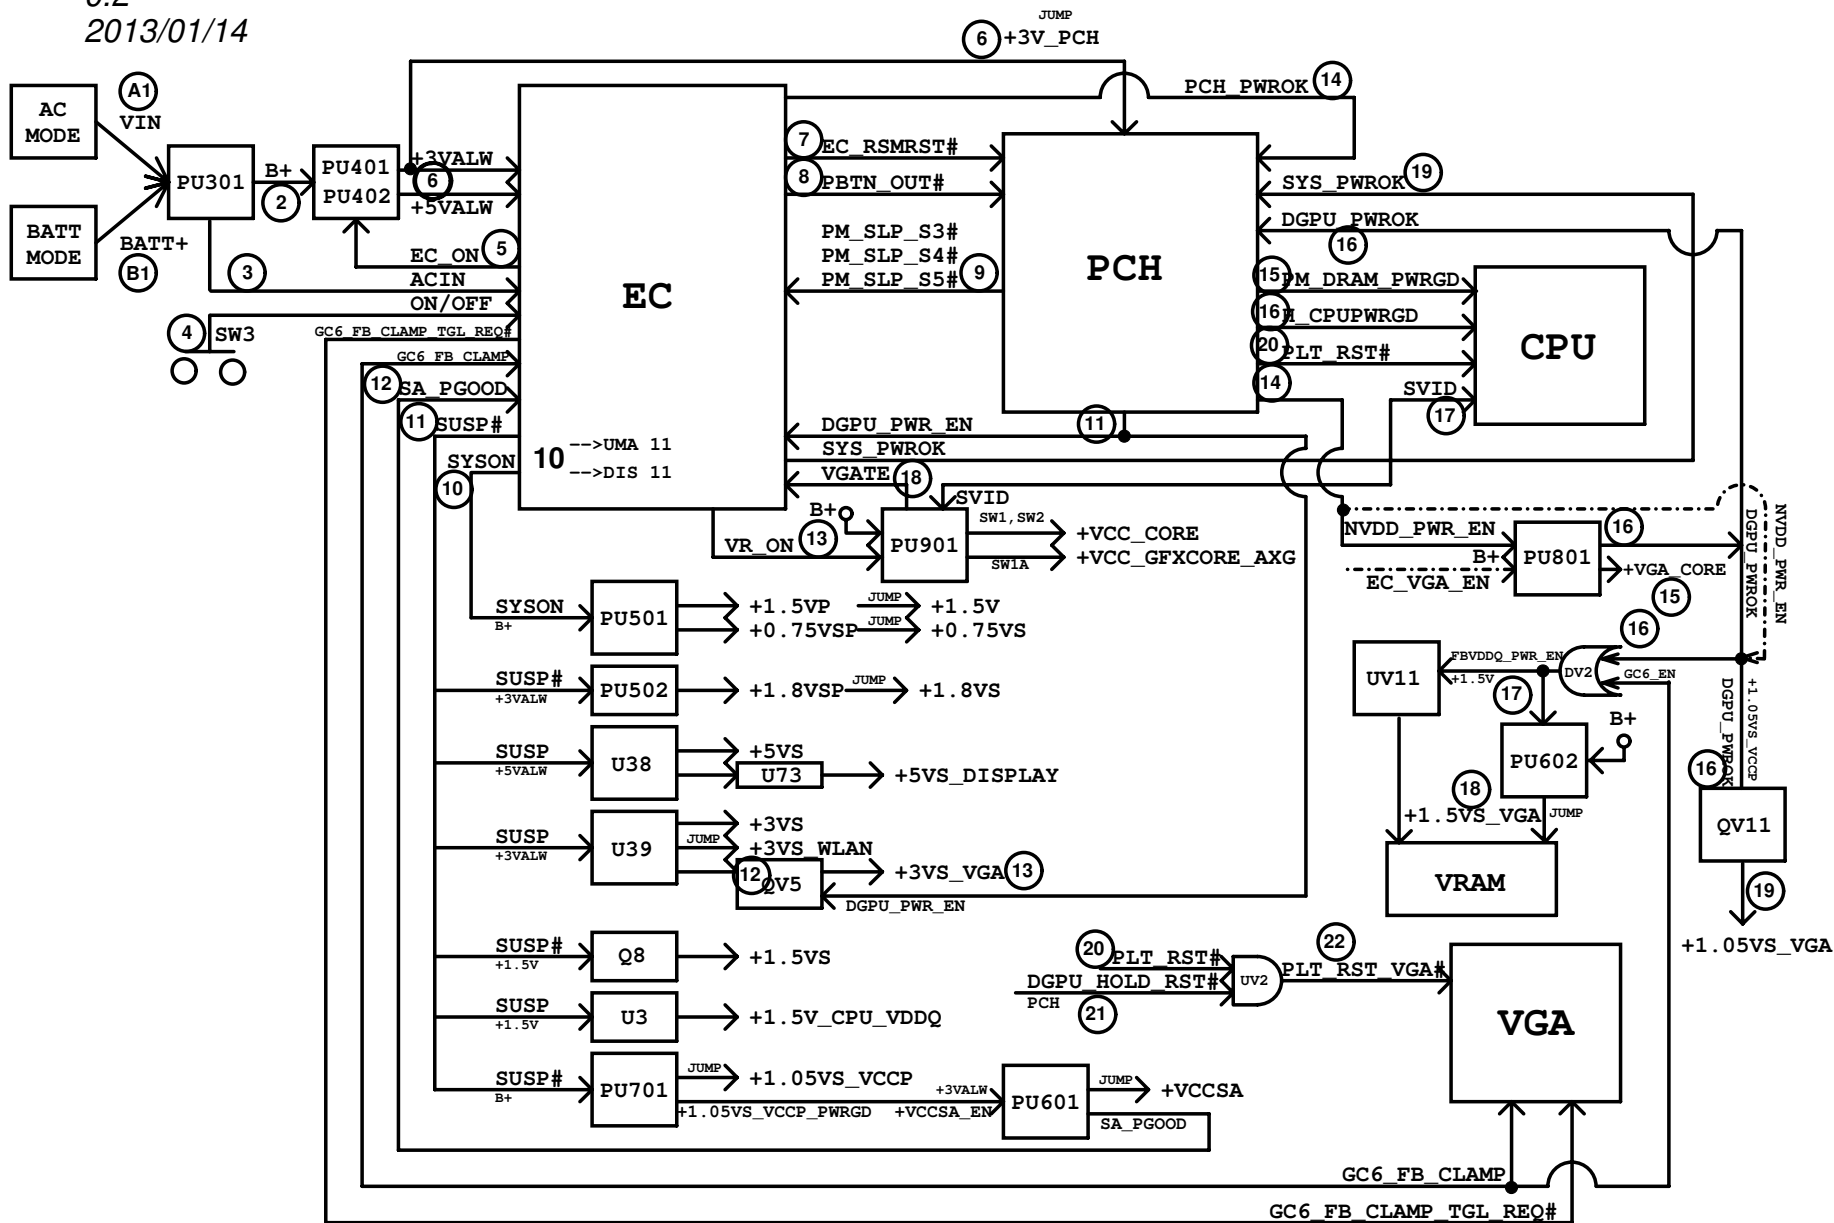 2013/01/14
JUMP
6 +3V_PCH
AC
MODE
A1
VIN
BATT
MODE
BATT+
B1
PU301
B+
2
PU401
PU402
+3VALW
6
+5VALW
EC_ON
5
3
ACIN
ON/OFF
4
SW3
GC6_FB_CLAMP_TGL_REQ#
GC6_FB_CLAMP
12
SA_PGOOD
11
SUSP#
SYSON
10
EC
10
-->UMA 11
-->DIS 11
PCH_PWROK
14
7
EC_RSMRST#
8
PBTN_OUT#
PM_SLP_S3#
PM_SLP_S4#
PM_SLP_S5#
9
PCH
SYS_PWROK
19
DGPU_PWROK
16
15
PM_DRAM_PWRGD
16
H_CPUPWRGD
20
PLT_RST#
14
SVID
17
CPU
DGPU_PWR_EN
11
SYS_PWROK
VGATE
18
SVID
VR_ON
13
B+
PU901
SW1,SW2
+VCC_CORE
SW1A
+VCC_GFXCORE_AXG
NVDD_PWR_EN
B+
EC_VGA_EN
PU801
16
+VGA_CORE
15
DGPU_PWROK
NVDD_PWR_EN
SYSON
B+
PU501
+1.5VP
JUMP
+1.5V
+0.75VSP
JUMP
+0.75VS
SUSP#
+3VALW
PU502
+1.8VSP
JUMP
+1.8VS
SUSP
+5VALW
U38
+5VS
U73
+5VS_DISPLAY
SUSP
+3VALW
U39
+3VS
JUMP
+3VS_WLAN
12
QV5
+3VS_VGA
13
DGPU_PWR_EN
SUSP#
+1.5V
Q8
+1.5VS
SUSP
+1.5V
U3
+1.5V_CPU_VDDQ
SUSP#
B+
PU701
JUMP
+1.05VS_VCCP
+1.05VS_VCCP_PWRGD
+3VALW
+VCCSA_EN
PU601
JUMP
+VCCSA
SA_PGOOD
UV11
FBVDDQ_PWR_EN
+1.5V
DV2
16
GC6_EN
17
B+
PU602
18
+1.5VS_VGA
JUMP
VRAM
DGPU_PWROK
+1.05VS_VCCP
16
QV11
19
+1.05VS_VGA
20
PLT_RST#
DGPU_HOLD_RST#
PCH
21
UV2
22
PLT_RST_VGA#
VGA
GC6_FB_CLAMP
GC6_FB_CLAMP_TGL_REQ#